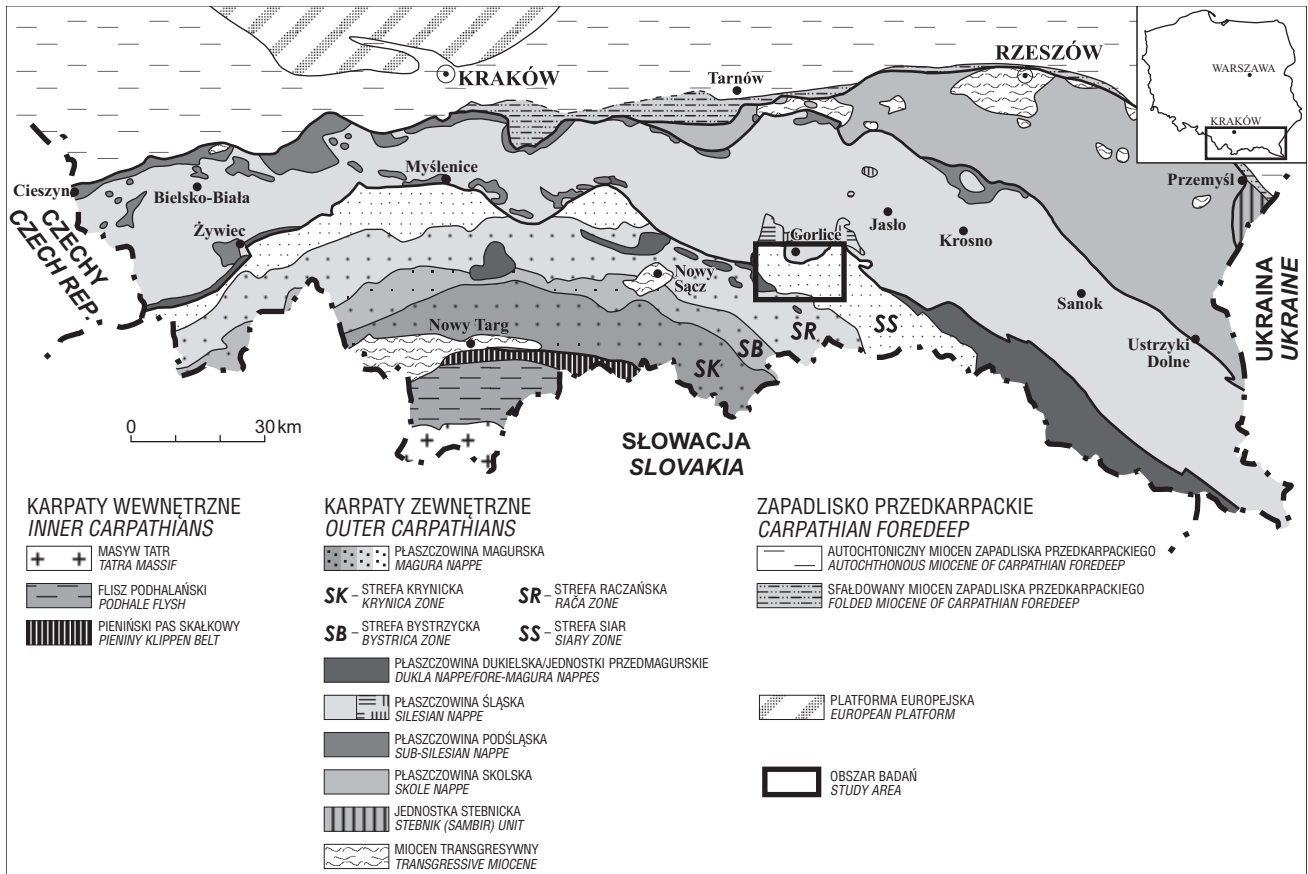 KRAKÓW
RZESZÓW
Tarnów
WARSZAWA
KRAKÓW
Cieszyn
Bielsko-Biała
Myślenice
Przemyśl
Żywiec
Jasło
Gorlice
Krosno
CZECHY
CZECH REP.
Nowy
Sącz
Sanok
Nowy Targ
SR
SS
SB
SK
Ustrzyki
Dolne
UKRAINA
UKRAINE
0 30 km
SŁOWACJA
SLOVAKIA
KARPATY WEWNĘTRZNE
INNER CARPATHIANS
MASYW TATR
TATRA MASSIF
FLISZ PODHALAŃSKI
PODHALE FLYSH
PIENIŃSKI PAS SKAŁKOWY
PIENINY KLIPPEN BELT
KARPATY ZEWNĘTRZNE
OUTER CARPATHIANS
PŁASZCZOWINA MAGURSKA
MAGURA NAPPE
SK – STREFA KRYNICKA
KRYNICA ZONE
SR – STREFA RACZAŃSKA
RAČA ZONE
SB – STREFA BYSTRZYCKA
BYSTRICA ZONE
SS – STREFA SIAR
SIARY ZONE
PŁASZCZOWINA DUKIELSKA/JEDNOSTKI PRZEDMAGURSKIE
DUKLA NAPPE/FORE-MAGURA NAPPES
PŁASZCZOWINA ŚLĄSKA
SILESIAN NAPPE
PŁASZCZOWINA PODŚLĄSKA
SUB-SILESIAN NAPPE
PŁASZCZOWINA SKOLSKA
SKOLE NAPPE
JEDNOSTKA STEBNICKA
STEBNIK (SAMBIR) UNIT
MIOCEN TRANSGRESYWNY
TRANSGRESSIVE MIOCENE
ZAPADLISKO PRZEDKARPACKIE
CARPATHIAN FOREDEEP
AUTOCHTONICZNY MIOCEN ZAPADLISKA PRZEDKARPACKIEGO
AUTOCHTHONOUS MIOCENE OF CARPATHIAN FOREDEEP
SFAŁDOWANY MIOCEN ZAPADLISKA PRZEDKARPACKIEGO
FOLDED MIOCENE OF CARPATHIAN FOREDEEP
PLATFORMA EUROPEJSKA
EUROPEAN PLATFORM
OBSZAR BADAŃ
STUDY AREA